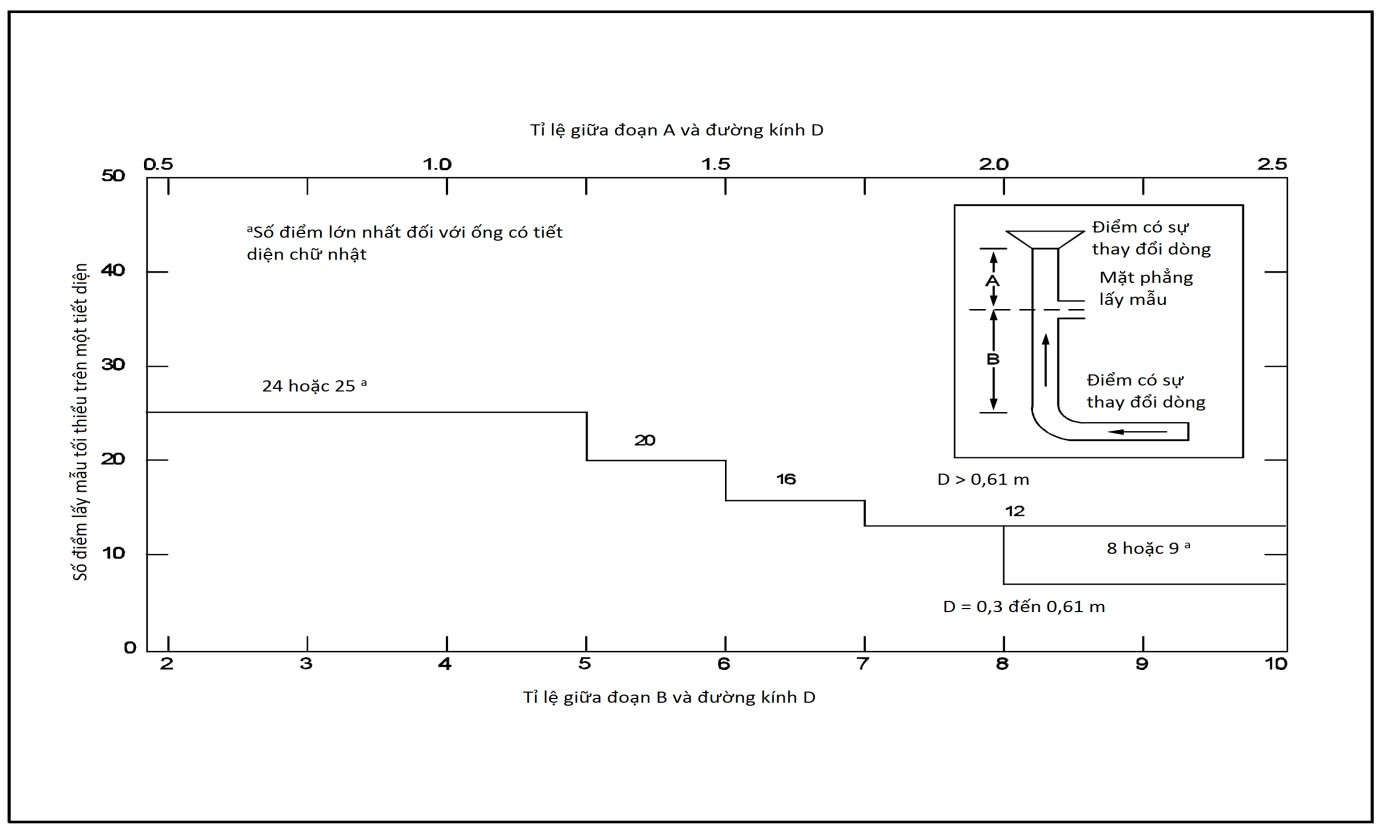 Tỉ lệ giữa đoạn A và đường kính D
0.5 1.0 1.5 2.0 2.5
50
40
30
20
10
0
Số điểm lấy mẫu tối thiểu trên một tiết diện
ᵃSố điểm lớn nhất đối với ống có tiết
diện chữ nhật
24 hoặc 25 ᵃ
20
16
12
8 hoặc 9 ᵃ
Điểm có sự
thay đổi dòng
A
Mặt phẳng
lấy mẫu
B
Điểm có sự
thay đổi dòng
D > 0,61 m
D = 0,3 đến 0,61 m
2 3 4 5 6 7 8 9 10
Tỉ lệ giữa đoạn B và đường kính D